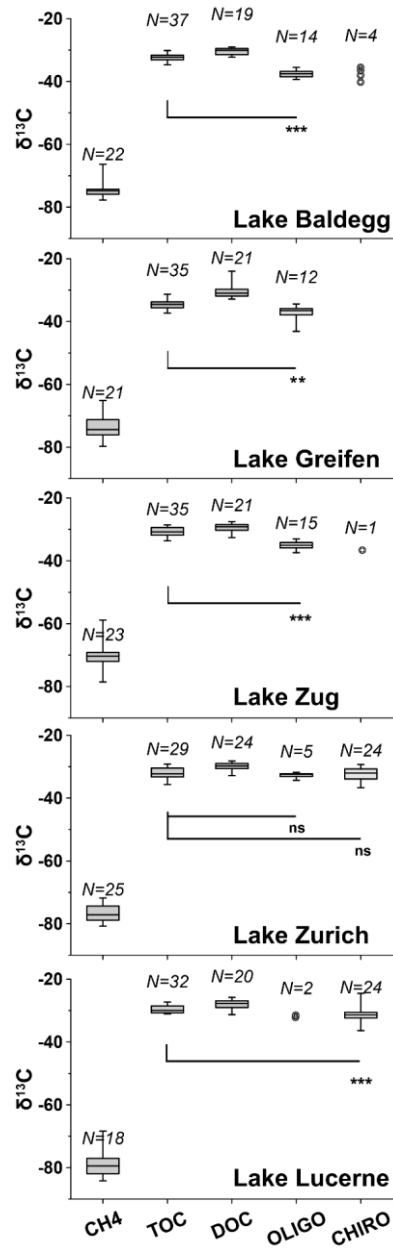 N=37 N=19 N=14 N=4
-20
-40
-60
-80
δ¹³C
N=22
***
Lake Baldegg
N=35 N=21 N=12
-20
-40
-60
-80
δ¹³C
N=21
**
Lake Greifen
N=35 N=21 N=15 N=1
-20
-40
-60
-80
δ¹³C
N=23
***
Lake Zug
N=29 N=24 N=5 N=24
-20
-40
-60
-80
δ¹³C
N=25
ns
ns
Lake Zurich
N=32 N=20 N=2 N=24
-20
-40
-60
-80
δ¹³C
N=18
***
Lake Lucerne
CH4 TOC DOC OLIGO CHIRO